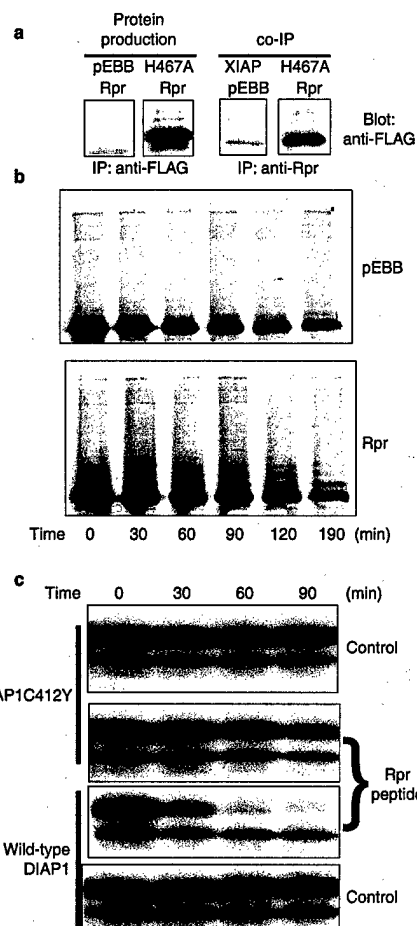 a
Protein production
co-IP
pEBB H467A XIAP H467A
Rpr Rpr pEBB Rpr
Blot: anti-FLAG
IP: anti-FLAG IP: anti-Rpr
b
pEBB
Rpr
Time 0 30 60 90 120 190 (min)
c
Time 0 30 60 90 (min)
Control
AP1C412Y
Rpr peptide
Wild-type DIAP1
Control